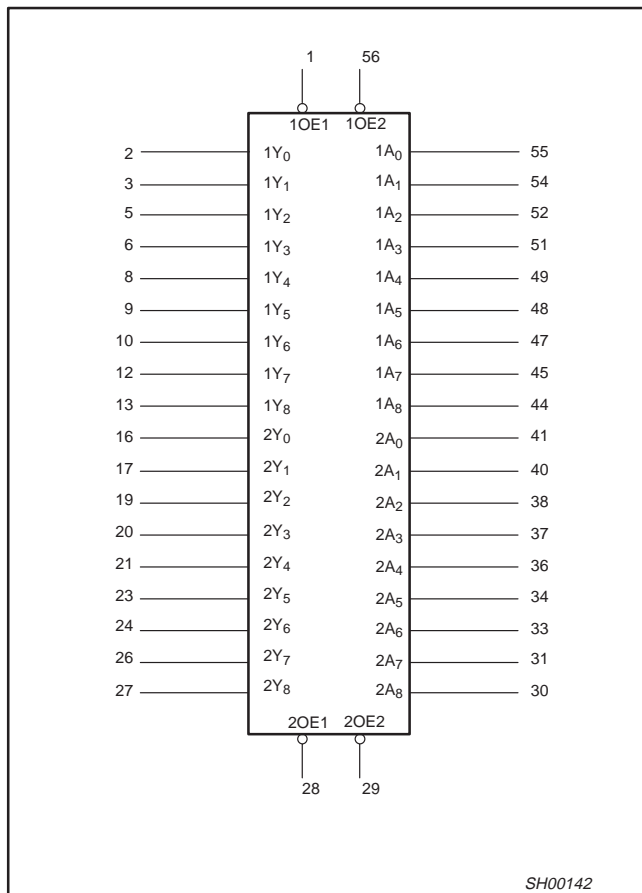 1 56
1OE1 1OE2
2 1Y0 1A0 55
3 1Y1 1A1 54
5 1Y2 1A2 52
6 1Y3 1A3 51
8 1Y4 1A4 49
9 1Y5 1A5 48
10 1Y6 1A6 47
12 1Y7 1A7 45
13 1Y8 1A8 44
16 2Y0 2A0 41
17 2Y1 2A1 40
19 2Y2 2A2 38
20 2Y3 2A3 37
21 2Y4 2A4 36
23 2Y5 2A5 34
24 2Y6 2A6 33
26 2Y7 2A7 31
27 2Y8 2A8 30
2OE1 2OE2
28 29
SH00142